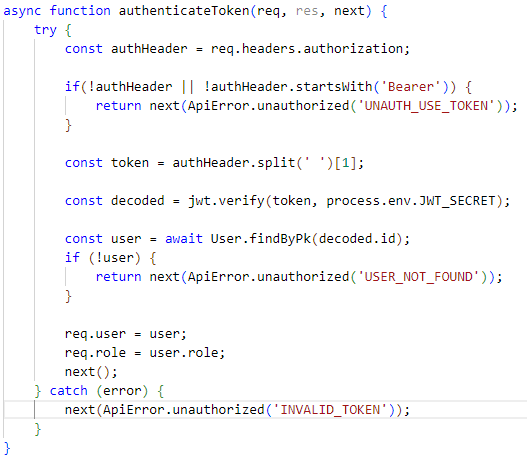 async function authenticateToken(req, res, next) {
    try {
        const authHeader = req.headers.authorization;

        if(!authHeader || !authHeader.startsWith('Bearer')) {
            return next(ApiError.unauthorized('UNAUTH_USE_TOKEN'));
        }

        const token = authHeader.split(' ')[1];

        const decoded = jwt.verify(token, process.env.JWT_SECRET);

        const user = await User.findByPk(decoded.id);
        if (!user) {
            return next(ApiError.unauthorized('USER_NOT_FOUND'));
        }

        req.user = user;
        req.role = user.role;
        next();
    } catch (error) {
        next(ApiError.unauthorized('INVALID_TOKEN'));
    }
}